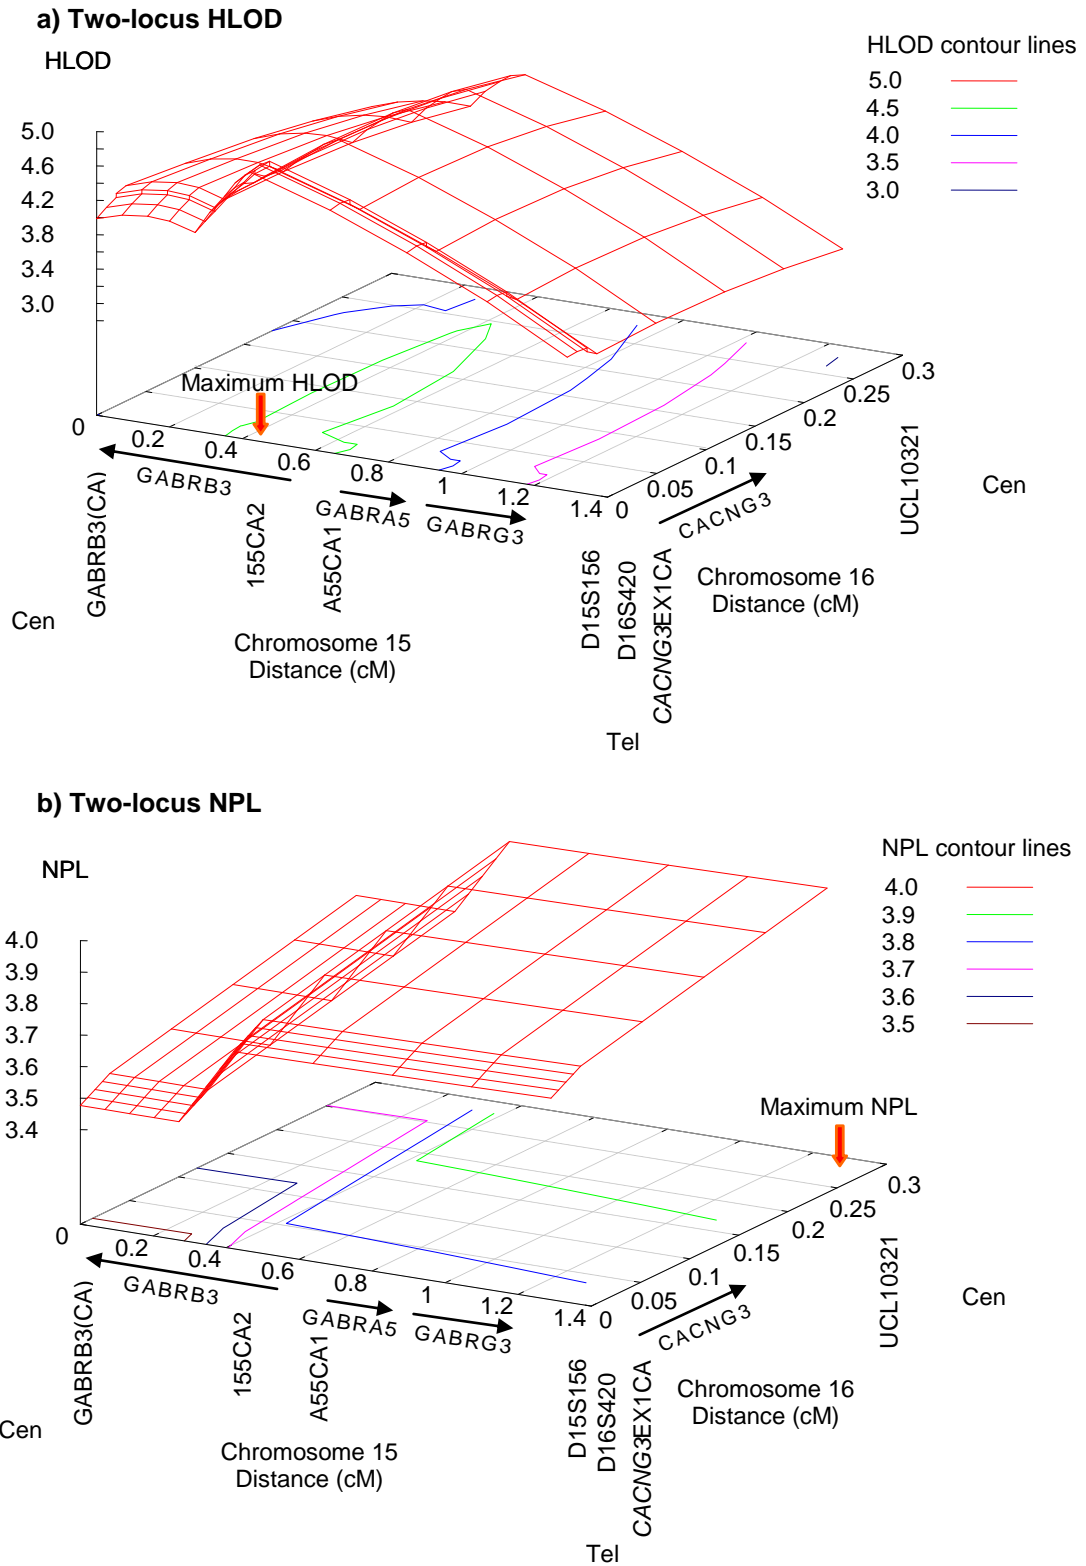 a) Two-locus HLOD
HLOD
HLOD contour lines
5.0
4.5
4.0
3.5
3.0
5.0
4.6
4.2
3.8
3.4
3.0
Maximum HLOD
0
0.2
0.4
0.6
0.8
1
1.2
1.4
0
0.05
0.1
0.15
0.2
0.25
0.3
GABRB3
GABRA5
GABRG3
CACNG3
GABRB3(CA)
155CA2
A55CA1
D15S156
D16S420
CACNG3EX1CA
UCL10321
Cen
Cen
Chromosome 15
Distance (cM)
Chromosome 16
Distance (cM)
Tel
b) Two-locus NPL
NPL
NPL contour lines
4.0
3.9
3.8
3.7
3.6
3.5
4.0
3.9
3.8
3.7
3.6
3.5
3.4
Maximum NPL
0
0.2
0.4
0.6
0.8
1
1.2
1.4
0
0.05
0.1
0.15
0.2
0.25
0.3
GABRB3
GABRA5
GABRG3
CACNG3
GABRB3(CA)
155CA2
A55CA1
D15S156
D16S420
CACNG3EX1CA
UCL10321
Cen
Cen
Chromosome 15
Distance (cM)
Chromosome 16
Distance (cM)
Tel